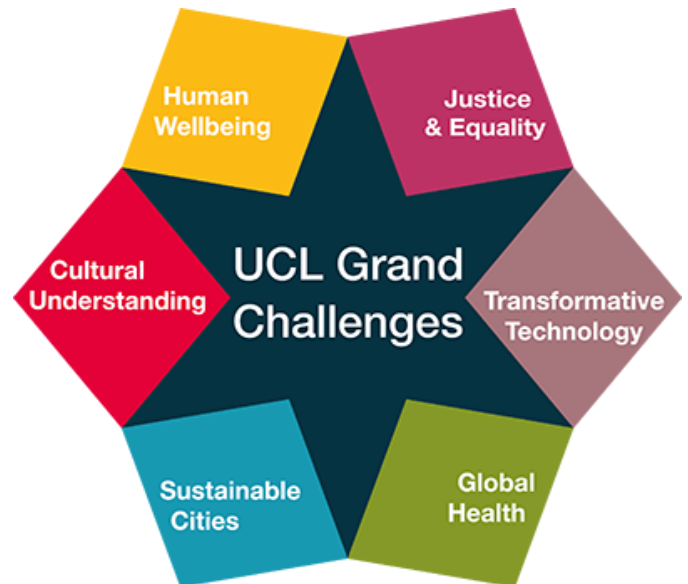 Human
Wellbeing
Justice
& Equality
Cultural
Understanding
UCL Grand
Challenges
Transformative
Technology
Sustainable
Cities
Global
Health